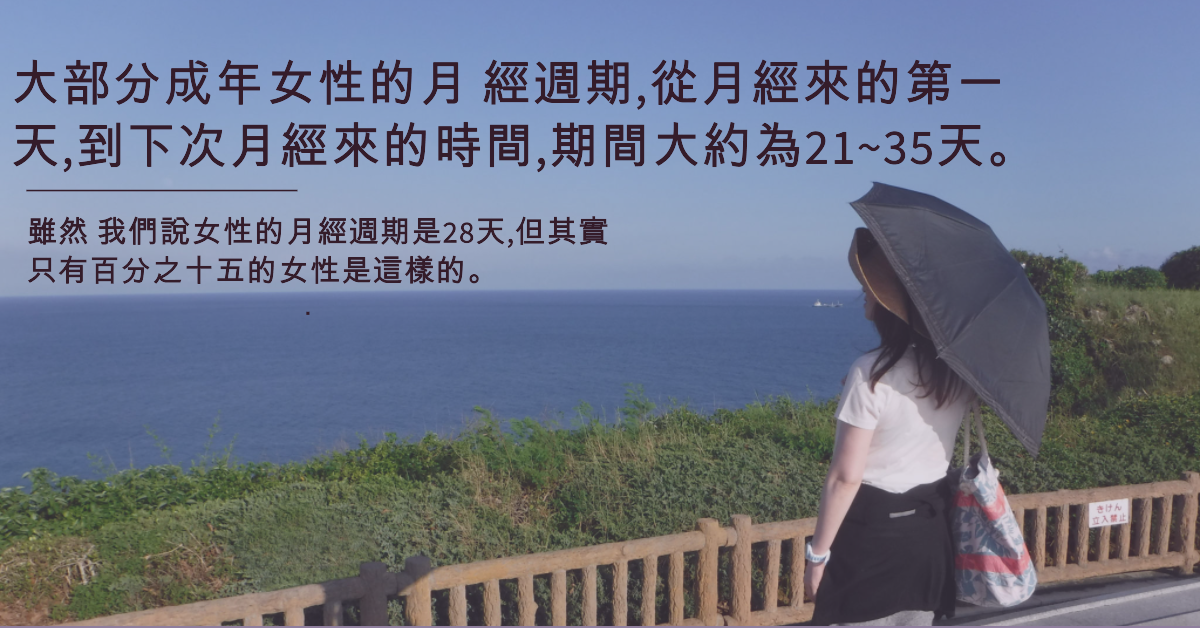 大部分成年女性的月 經週期,從月經來的第一
天,到下次月經來的時間,期間大約為21~35天。
雖然 我們說女性的月經週期是28天,但其實
只有百分之十五的女性是這樣的。
きけん
立入禁止